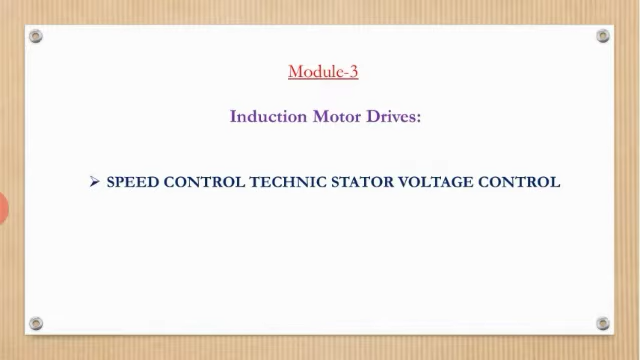 Module-3
Induction Motor Drives:
➢ SPEED CONTROL TECHNIC STATOR VOLTAGE CONTROL